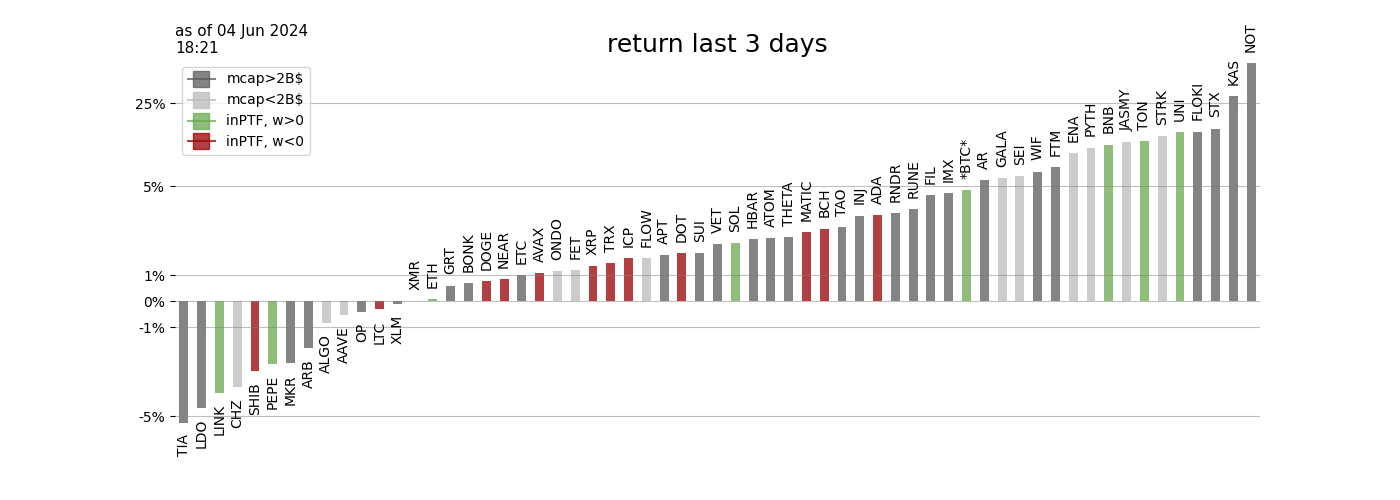 as of 04 Jun 2024
18:21
return last 3 days
mcap>2B$
mcap<2B$
inPTF, w>0
inPTF, w<0
25%
5%
1%
0%
-1%
-5%
TIA
LDO
LINK
CHZ
SHIB
PEPE
MKR
ARB
ALGO
AAVE
OP
LTC
XLM
XMR
ETH
GRT
BONK
DOGE
NEAR
ETC
AVAX
ONDO
FET
XRP
TRX
ICP
FLOW
APT
DOT
SUI
VET
SOL
HBAR
ATOM
THETA
MATIC
BCH
TAO
INJ
ADA
RNDR
RUNE
FIL
IMX
*BTC*
AR
GALA
SEI
WIF
FTM
ENA
PYTH
BNB
JASMY
TON
STRK
UNI
FLOKI
STX
KAS
NOT